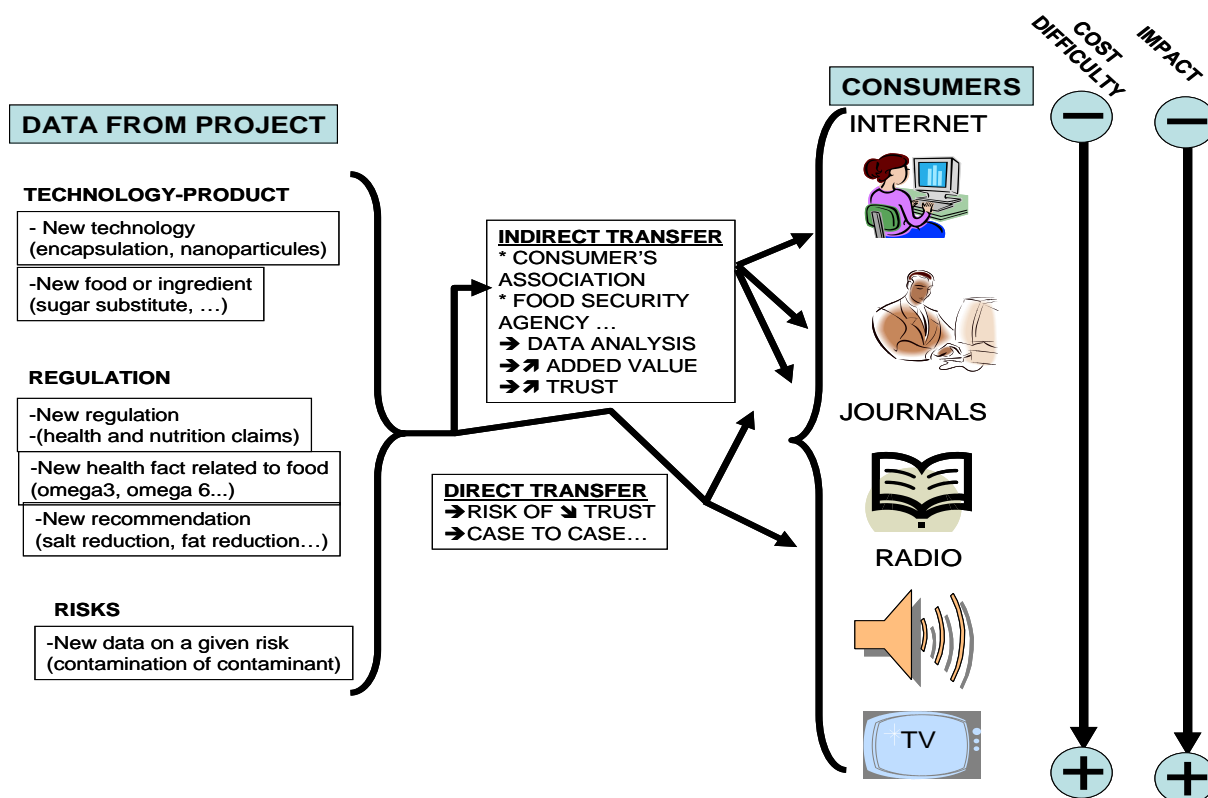 DATA FROM PROJECT
TECHNOLOGY-PRODUCT
- New technology
(encapsulation, nanoparticules)
-New food or ingredient
(sugar substitute, …)
REGULATION
-New regulation
-(health and nutrition claims)
-New health fact related to food
(omega3, omega 6...)
-New recommendation
(salt reduction, fat reduction…)
RISKS
-New data on a given risk
(contamination of contaminant)
INDIRECT TRANSFER
* CONSUMER'S
ASSOCIATION
* FOOD SECURITY
AGENCY …
➔ DATA ANALYSIS
➔➚ ADDED VALUE
➔➚ TRUST
DIRECT TRANSFER
➔RISK OF ➘ TRUST
➔CASE TO CASE…
CONSUMERS
INTERNET
JOURNALS
RADIO
TV
COST
DIFFICULTY
IMPACT
−
−
+
+